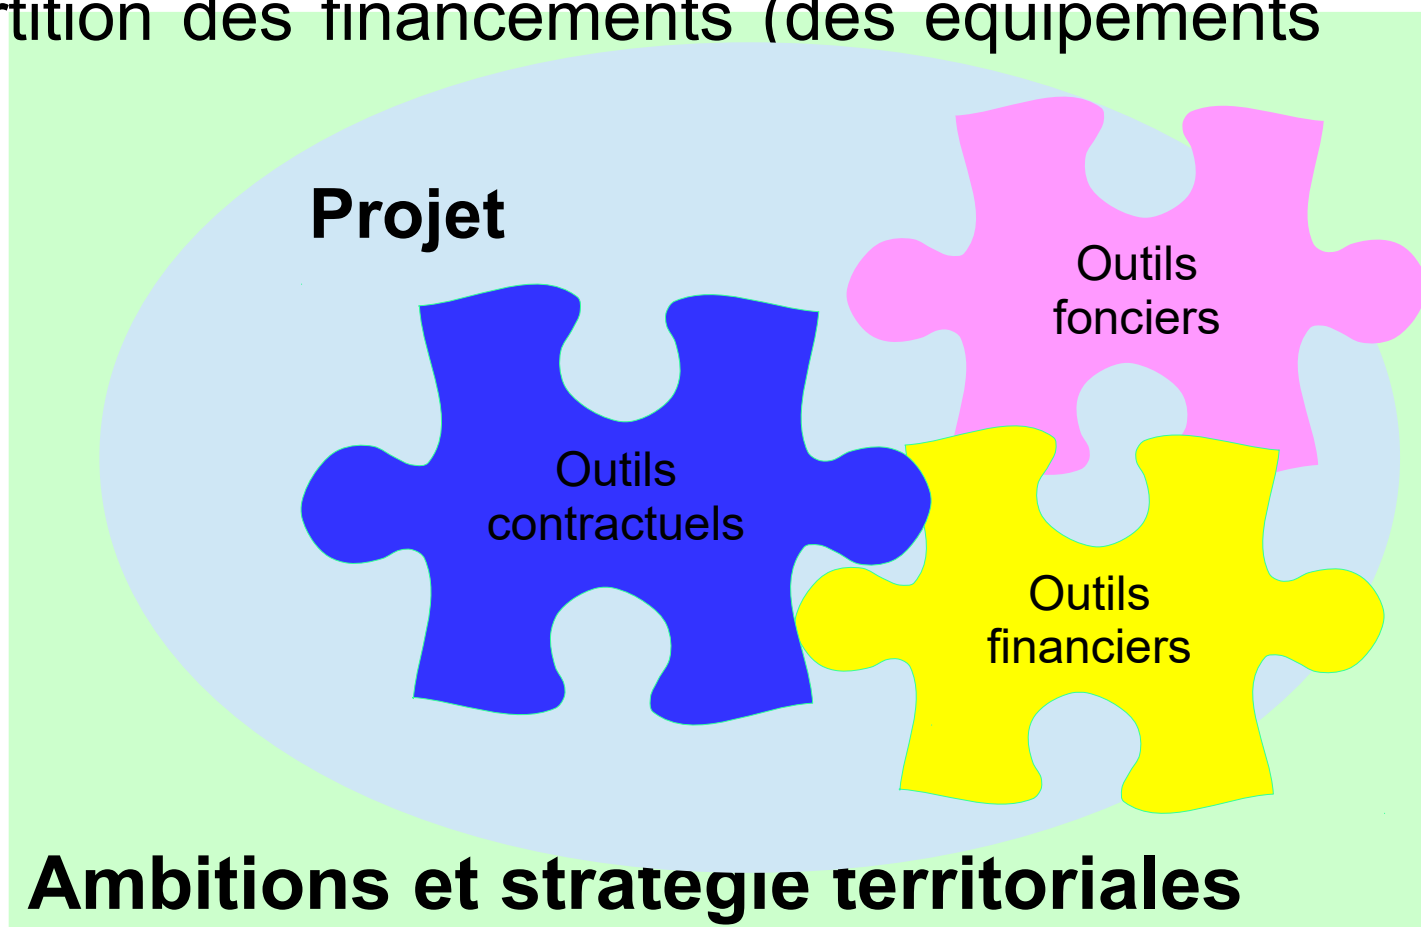 rtition des financements (des équipements
Projet
Outils
fonciers
Outils
contractuels
Outils
financiers
Ambitions et stratégie territoriales